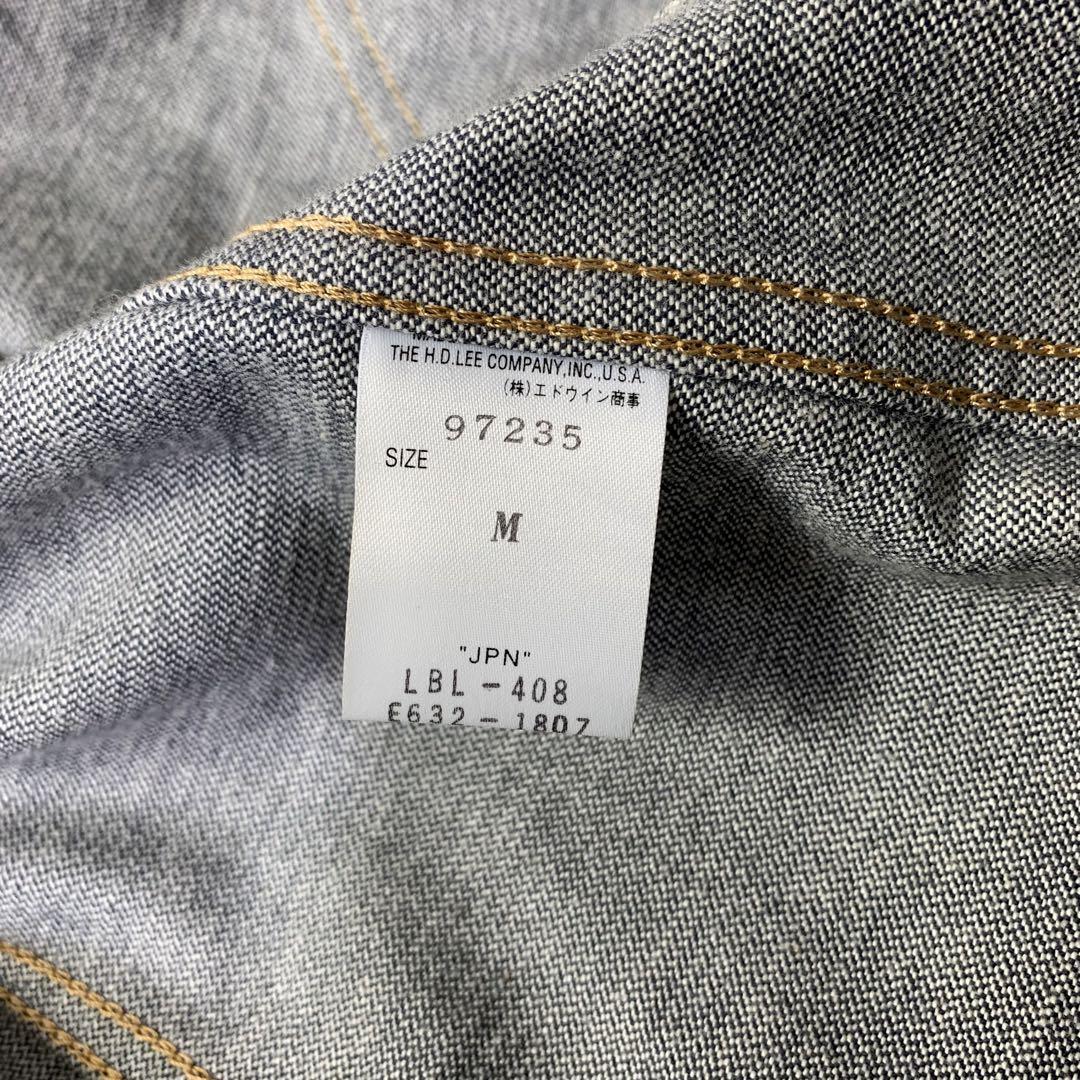 THE H.D.LEE COMPANY,INC.,U.S.A.
(株)エドウイン商事
97235
SIZE
M
"JPN"
LBL-408
E632-1807